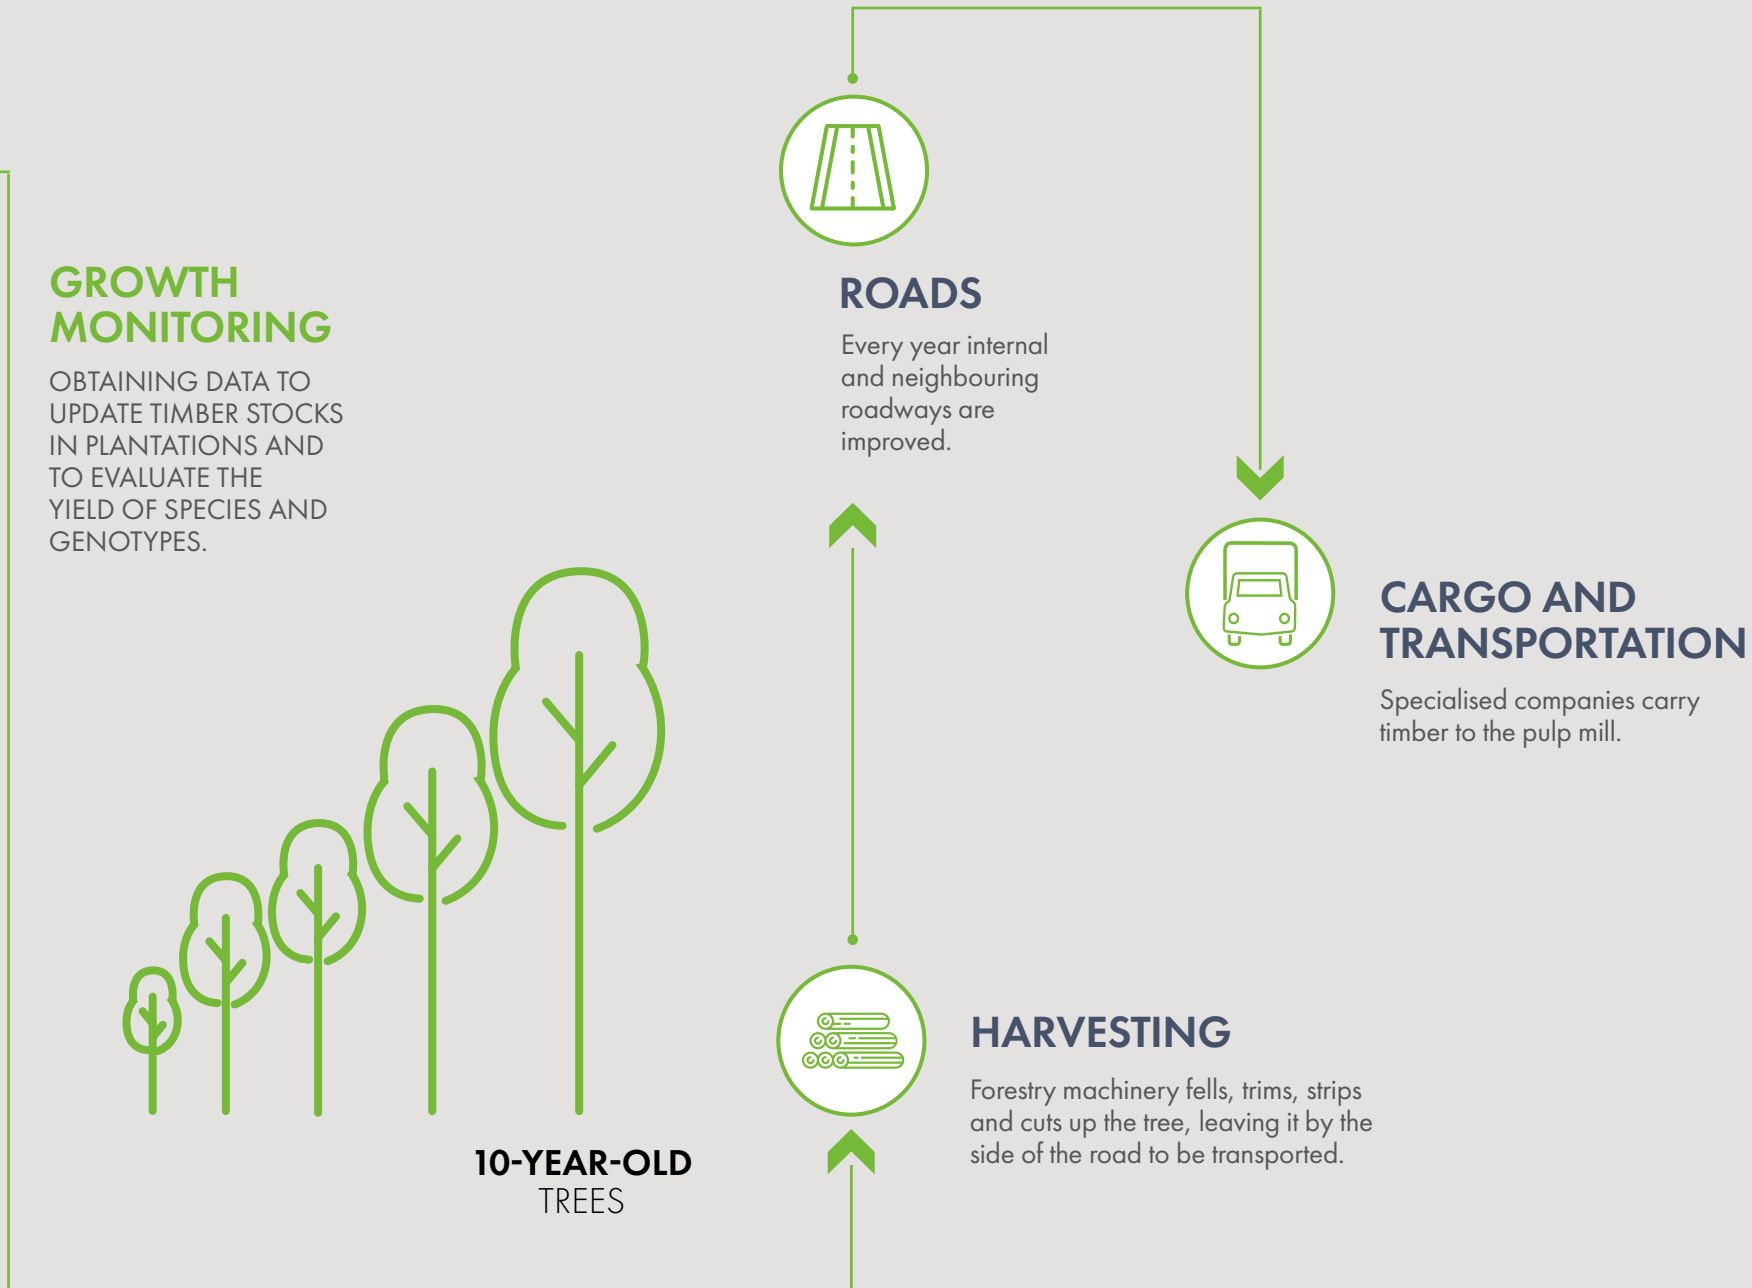 GROWTH
MONITORING
OBTAINING DATA TO
UPDATE TIMBER STOCKS
IN PLANTATIONS AND
TO EVALUATE THE
YIELD OF SPECIES AND
GENOTYPES.
10-YEAR-OLD
TREES
ROADS
Every year internal
and neighbouring
roadways are
improved.
HARVESTING
Forestry machinery fells, trims, strips
and cuts up the tree, leaving it by the
side of the road to be transported.
CARGO AND
TRANSPORTATION
Specialised companies carry
timber to the pulp mill.